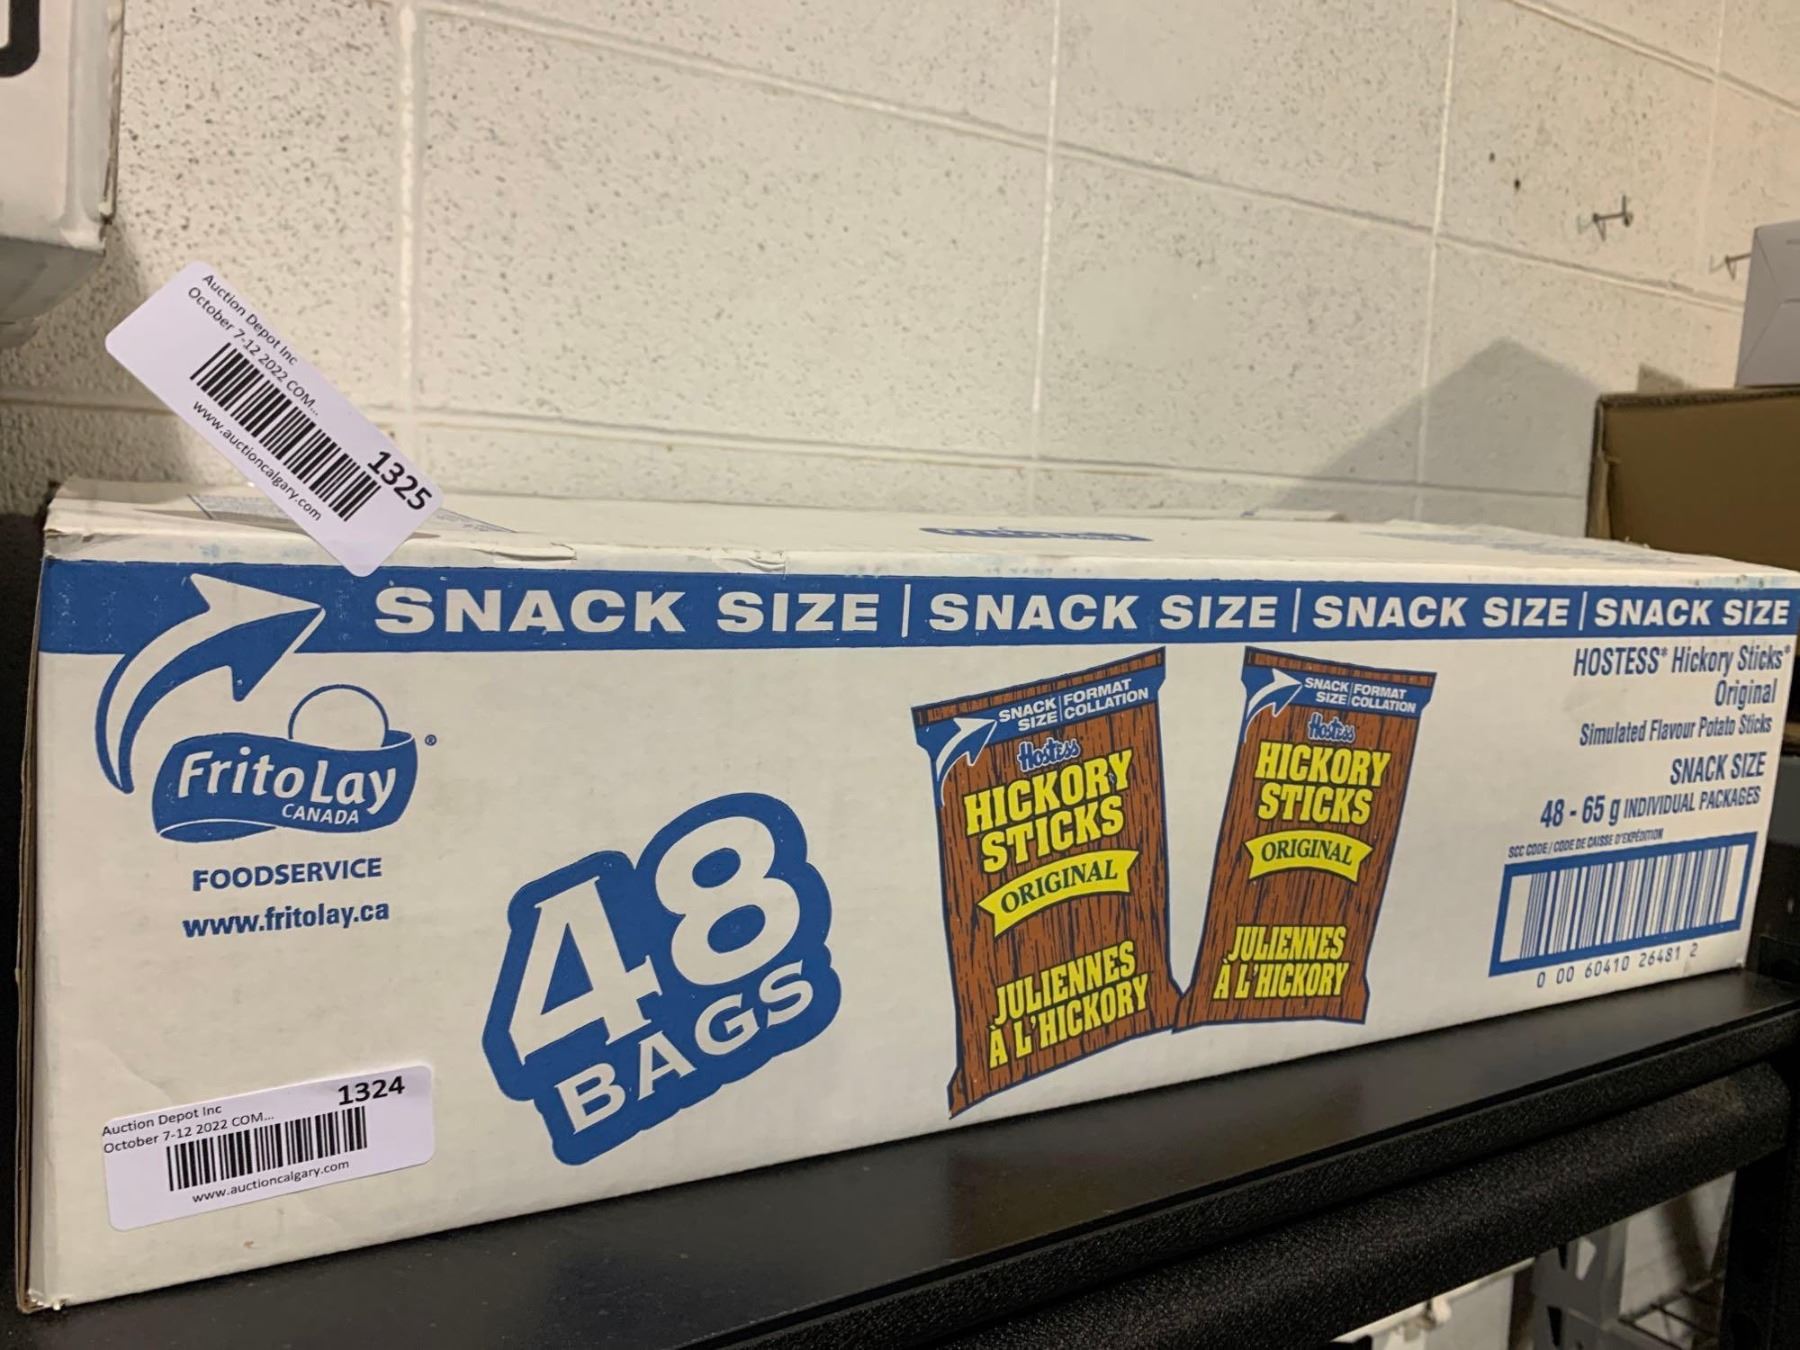 Auction Depot Inc
October 7-12 2022 COM...
1325
www.auctioncalgary.com
SNACK SIZE | SNACK SIZE | SNACK SIZE | SNACK SIZE
FritoLay®
CANADA
FOODSERVICE
www.fritolay.ca
48
BAGS
SNACK SIZE | FORMAT COLLATION
Hostess
HICKORY
STICKS
ORIGINAL
JULIENNES
À L'HICKORY
SNACK SIZE | FORMAT COLLATION
Hostess
HICKORY
STICKS
ORIGINAL
JULIENNES
À L'HICKORY
HOSTESS* Hickory Sticks*
Original
Simulated Flavour Potato Sticks
SNACK SIZE
48 - 65 g INDIVIDUAL PACKAGES
SCC CODE / CODE DE CAISSE D'EXPÉDITION
0 00 60410 26481 2
Auction Depot Inc
October 7-12 2022 COM...
1324
www.auctioncalgary.com